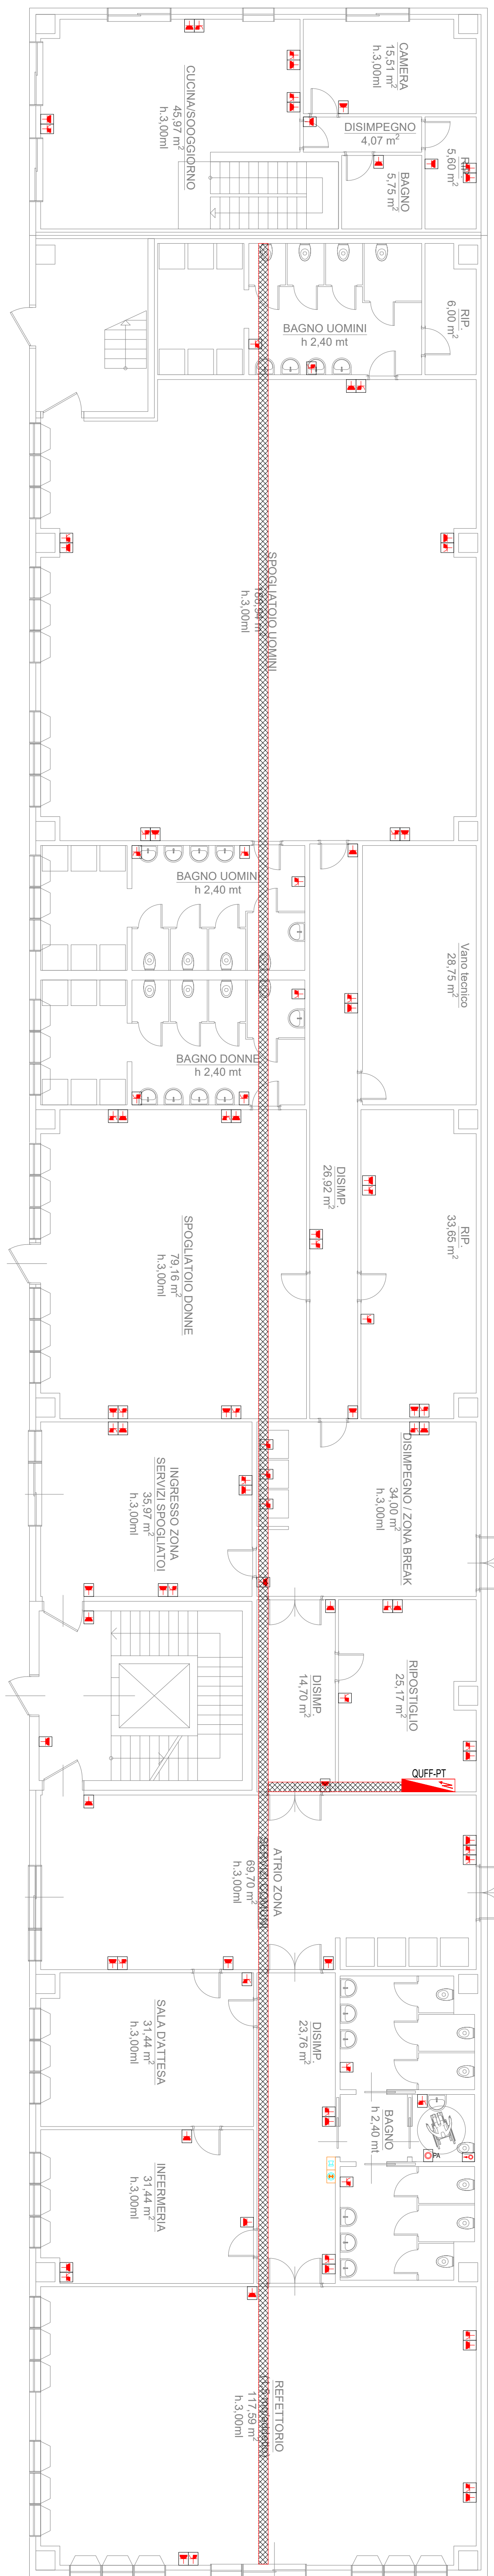 CAMERA
15,51 m²
h.3,00ml
CUCINA/SOOGGIORNO
45,97 m²
h.3,00ml
DISIMPEGNO
4,07 m²
5,60 m²
BAGNO
5,75 m²
RIP.
6,00 m²
BAGNO UOMINI
h 2,40 mt
SPOGLIATOIO UOMINI
h.3,00ml
BAGNO UOMINI
h 2,40 mt
Vano tecnico
28,75 m²
BAGNO DONNE
h 2,40 mt
DISIMP.
26,92 m²
RIP.
33,65 m²
SPOGLIATOIO DONNE
79,16 m²
h.3,00ml
DISIMPEGNO / ZONA BREAK
34,00 m²
h.3,00ml
INGRESSO ZONA
SERVIZI SPOGLIATOI
35,97 m²
h.3,00ml
RIPOSTIGLIO
25,17 m²
DISIMP.
14,70 m²
QUFF-PT
ATRIO ZONA
69,70 m²
h.3,00ml
DISIMP.
23,76 m²
SALA D'ATTESA
31,44 m²
h.3,00ml
BAGNO
h 2,40 mt
PA
INFERMERIA
31,44 m²
h.3,00ml
REFETTORIO
117,59 m²
h.3,00ml